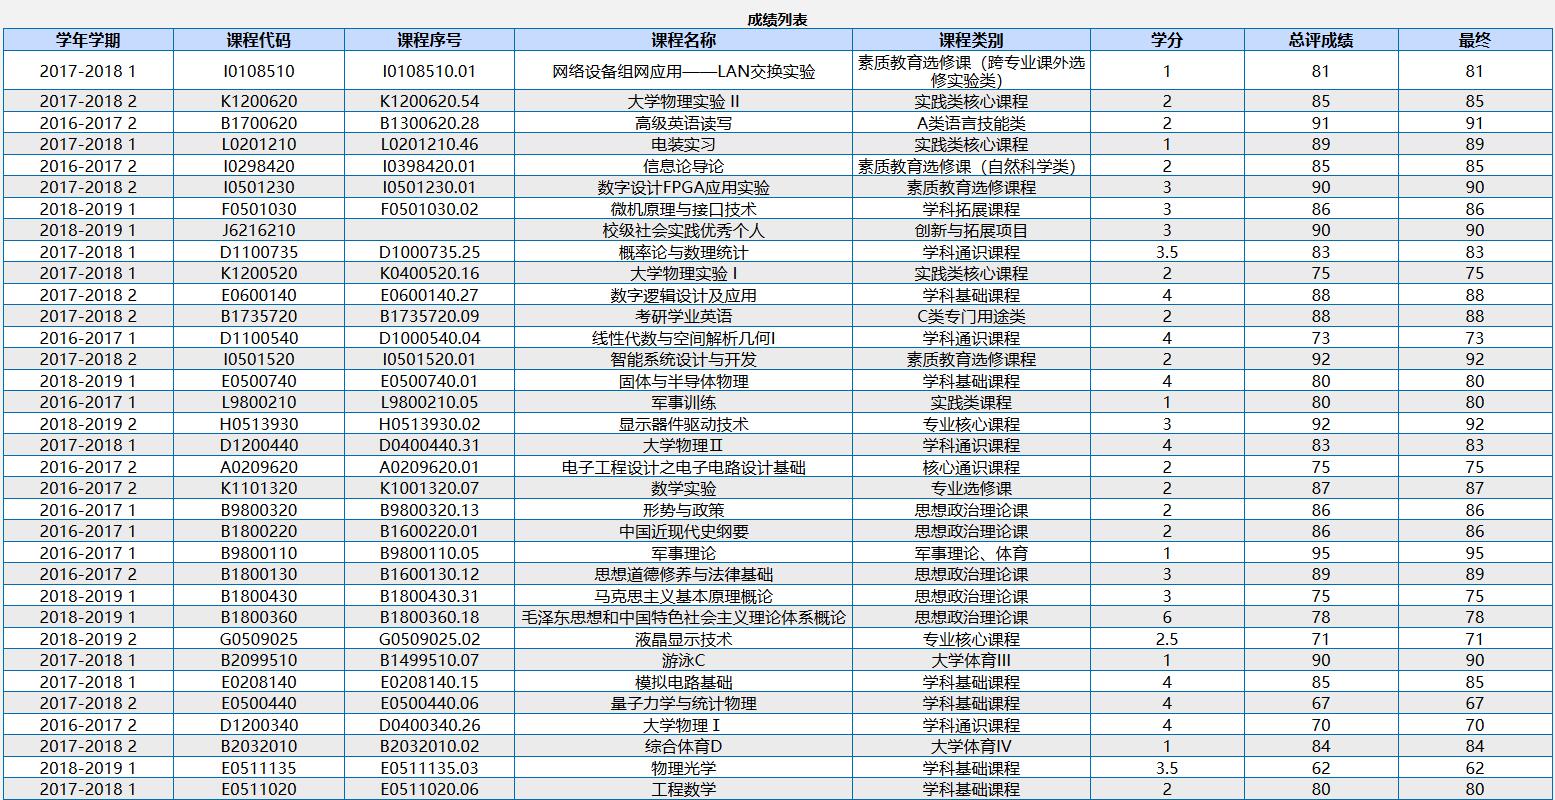 成绩列表
学年学期 课程代码 课程序号 课程名称 课程类别 学分 总评成绩 最终
2017-2018 1 I0108510 I0108510.01 网络设备组网应用——LAN交换实验 素质教育选修课（跨专业课外选修实验类） 1 81 81
2017-2018 2 K1200620 K1200620.54 大学物理实验 II 实践类核心课程 2 85 85
2016-2017 2 B1700620 B1300620.28 高级英语读写 A类语言技能类 2 91 91
2017-2018 1 L0201210 L0201210.46 电装实习 实践类核心课程 1 89 89
2016-2017 2 I0298420 I0398420.01 信息论导论 素质教育选修课（自然科学类） 2 85 85
2017-2018 2 I0501230 I0501230.01 数字设计FPGA应用实验 素质教育选修课程 3 90 90
2018-2019 1 F0501030 F0501030.02 微机原理与接口技术 学科拓展课程 3 86 86
2018-2019 1 J6216210 校级社会实践优秀个人 创新与拓展项目 3 90 90
2017-2018 1 D1100735 D1000735.25 概率论与数理统计 学科通识课程 3.5 83 83
2017-2018 1 K1200520 K0400520.16 大学物理实验 I 实践类核心课程 2 75 75
2017-2018 2 E0600140 E0600140.27 数字逻辑设计及应用 学科基础课程 4 88 88
2017-2018 2 B1735720 B1735720.09 考研学业英语 C类专门用途类 2 88 88
2016-2017 1 D1100540 D1000540.04 线性代数与空间解析几何I 学科通识课程 4 73 73
2017-2018 2 I0501520 I0501520.01 智能系统设计与开发 素质教育选修课程 2 92 92
2018-2019 1 E0500740 E0500740.01 固体与半导体物理 学科基础课程 4 80 80
2016-2017 1 L9800210 L9800210.05 军事训练 实践类课程 1 80 80
2018-2019 2 H0513930 H0513930.02 显示器件驱动技术 专业核心课程 3 92 92
2017-2018 1 D1200440 D0400440.31 大学物理Ⅱ 学科通识课程 4 83 83
2016-2017 2 A0209620 A0209620.01 电子工程设计之电子电路设计基础 核心通识课程 2 75 75
2016-2017 2 K1101320 K1001320.07 数学实验 专业选修课 2 87 87
2016-2017 1 B9800320 B9800320.13 形势与政策 思想政治理论课 2 86 86
2016-2017 1 B1800220 B1600220.01 中国近现代史纲要 思想政治理论课 2 86 86
2016-2017 1 B9800110 B9800110.05 军事理论 军事理论、体育 1 95 95
2016-2017 2 B1800130 B1600130.12 思想道德修养与法律基础 思想政治理论课 3 89 89
2018-2019 1 B1800430 B1800430.31 马克思主义基本原理概论 思想政治理论课 3 75 75
2018-2019 1 B1800360 B1800360.18 毛泽东思想和中国特色社会主义理论体系概论 思想政治理论课 6 78 78
2018-2019 2 G0509025 G0509025.02 液晶显示技术 专业核心课程 2.5 71 71
2017-2018 1 B2099510 B1499510.07 游泳C 大学体育III 1 90 90
2017-2018 1 E0208140 E0208140.15 模拟电路基础 学科基础课程 4 85 85
2017-2018 2 E0500440 E0500440.06 量子力学与统计物理 学科基础课程 4 67 67
2016-2017 2 D1200340 D0400340.26 大学物理 I 学科通识课程 4 70 70
2017-2018 2 B2032010 B2032010.02 综合体育D 大学体育IV 1 84 84
2018-2019 1 E0511135 E0511135.03 物理光学 学科基础课程 3.5 62 62
2017-2018 1 E0511020 E0511020.06 工程数学 学科基础课程 2 80 80